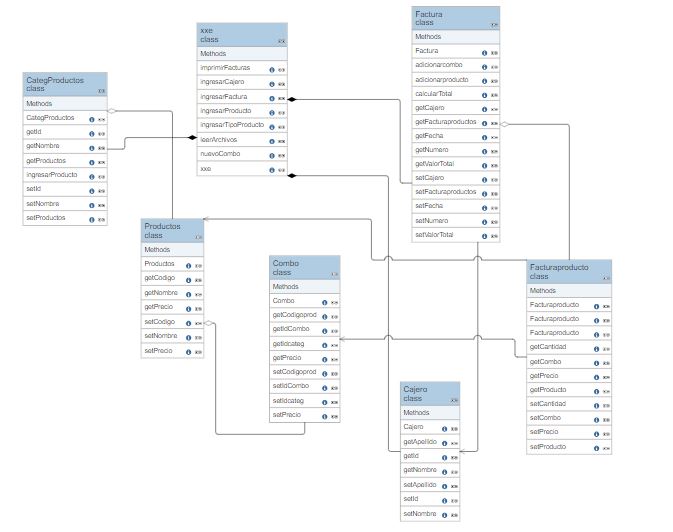 xxe
class
Methods
imprimirFacturas
ingresarCajero
ingresarFactura
ingresarProducto
ingresarTipoProducto
leerArchivos
nuevoCombo
xxe
Factura
class
Methods
Factura
adicionarcombo
adicionarproducto
calcularTotal
getCajero
getFacturaproductos
getFecha
getNumero
getValorTotal
setCajero
setFacturaproductos
setFecha
setNumero
setValorTotal
CategProductos
class
Methods
CategProductos
getId
getNombre
getProductos
ingresarProducto
setId
setNombre
setProductos
Productos
class
Methods
Productos
getCodigo
getNombre
getPrecio
setCodigo
setNombre
setPrecio
Combo
class
Methods
Combo
getCodigoprod
getIdCombo
getIdcateg
getPrecio
setCodigoprod
setIdCombo
setIdcateg
setPrecio
Facturaproducto
class
Methods
Facturaproducto
Facturaproducto
Facturaproducto
getCantidad
getCombo
getPrecio
getProducto
setCantidad
setCombo
setPrecio
setProducto
Cajero
class
Methods
Cajero
getApellido
getId
getNombre
setApellido
setId
setNombre